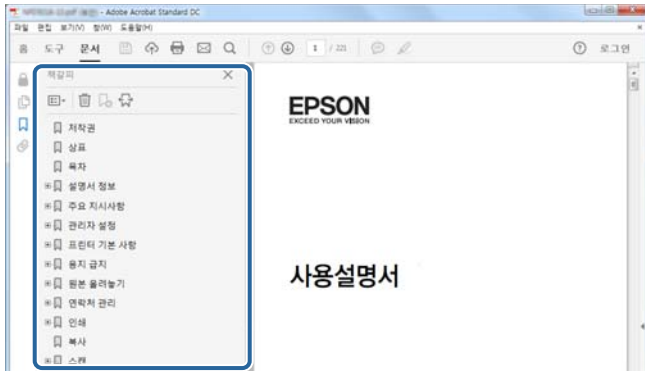 - Adobe Acrobat Standard DC
파일 편집 보기(V) 창(W) 도움말(H)
홈 도구 문서 1 / 221 로그인
책갈피
저작권
상표
목차
설명서 정보
주요 지시사항
관리자 설정
프린터 기본 사항
용지 급지
원본 올려놓기
연락처 관리
인쇄
복사
스캔
EPSON
EXCEED YOUR VISION
사용설명서